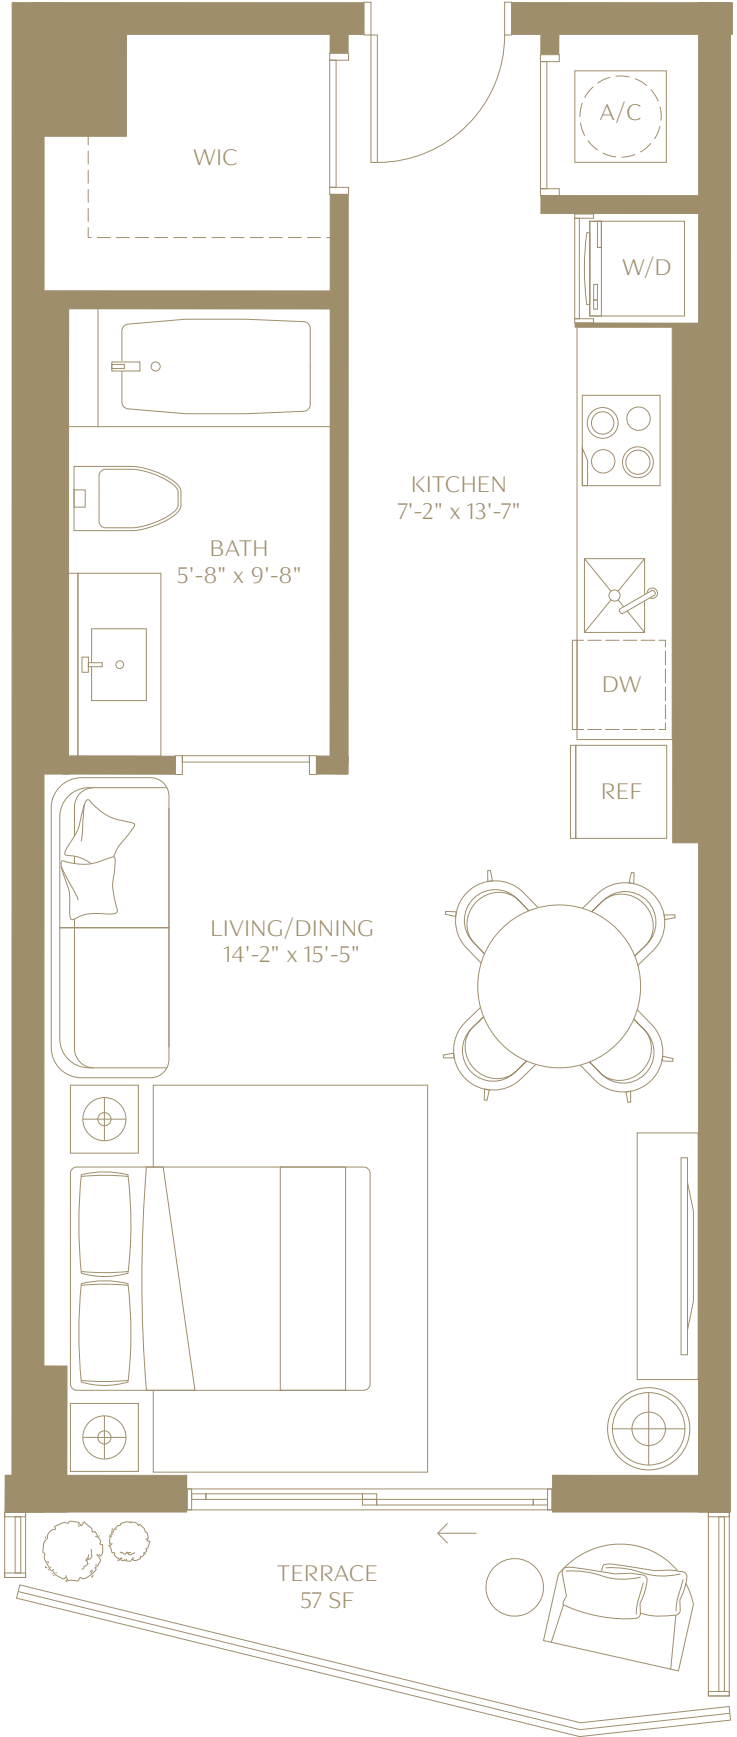 A/C
WIC
W/D
KITCHEN
7'-2" x 13'-7"
BATH
5'-8" x 9'-8"
DW
REF
LIVING/DINING
14'-2" x 15'-5"
TERRACE
57 SF